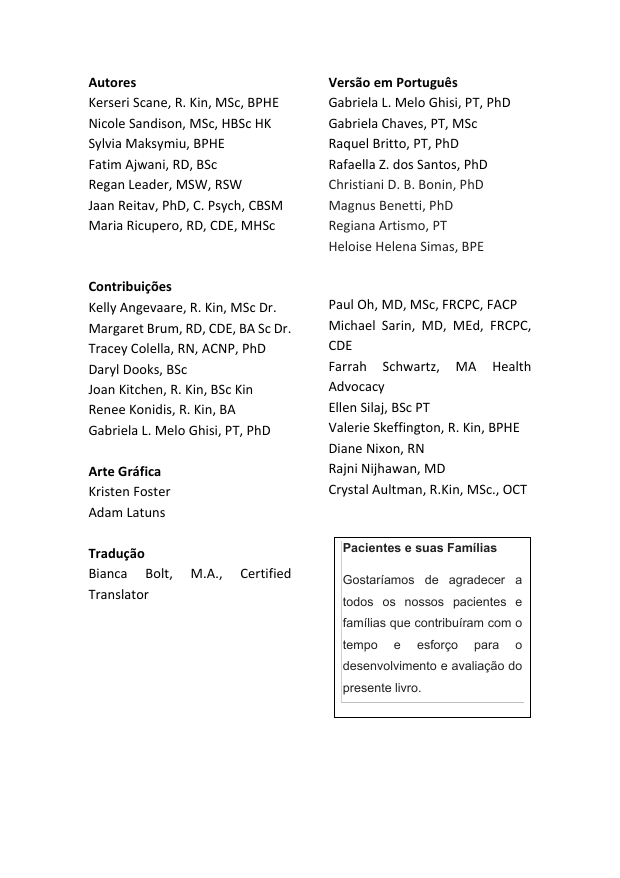 Autores
Kerseri Scane, R. Kin, MSc, BPHE
Nicole Sandison, MSc, HBSc HK
Sylvia Maksymiu, BPHE
Fatim Ajwani, RD, BSc
Regan Leader, MSW, RSW
Jaan Reitav, PhD, C. Psych, CBSM
Maria Ricupero, RD, CDE, MHSc
Contribuições
Kelly Angevaare, R. Kin, MSc Dr.
Margaret Brum, RD, CDE, BA Sc Dr.
Tracey Colella, RN, ACNP, PhD
Daryl Dooks, BSc
Joan Kitchen, R. Kin, BSc Kin
Renee Konidis, R. Kin, BA
Gabriela L. Melo Ghisi, PT, PhD
Arte Gráfica
Kristen Foster
Adam Latuns
Tradução
Bianca Bolt, M.A., Certified
Translator
Versão em Português
Gabriela L. Melo Ghisi, PT, PhD
Gabriela Chaves, PT, MSc
Raquel Britto, PT, PhD
Rafaella Z. dos Santos, PhD
Christiani D. B. Bonin, PhD
Magnus Benetti, PhD
Regiana Artismo, PT
Heloise Helena Simas, BPE
Paul Oh, MD, MSc, FRCPC, FACP
Michael Sarin, MD, MEd, FRCPC,
CDE
Farrah Schwartz, MA Health
Advocacy
Ellen Silaj, BSc PT
Valerie Skeffington, R. Kin, BPHE
Diane Nixon, RN
Rajni Nijhawan, MD
Crystal Aultman, R.Kin, MSc., OCT
Pacientes e suas Famílias
Gostaríamos de agradecer a
todos os nossos pacientes e
famílias que contribuíram com o
tempo e esforço para o
desenvolvimento e avaliação do
presente livro.